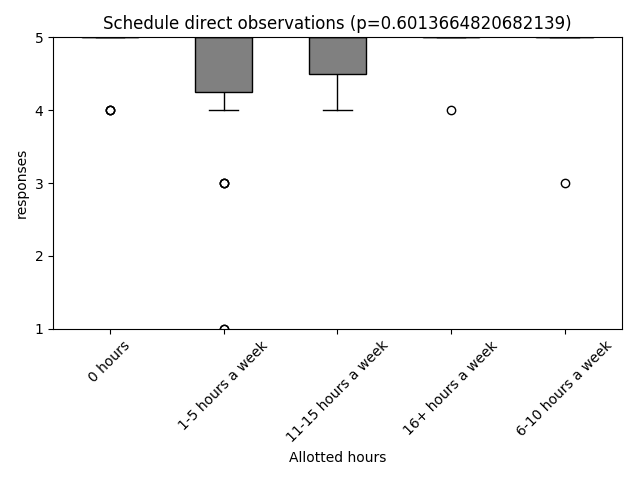 Schedule direct observations (p=0.6013664820682139)
5
4
3
2
1
responses
0 hours
1-5 hours a week
11-15 hours a week
16+ hours a week
6-10 hours a week
Allotted hours